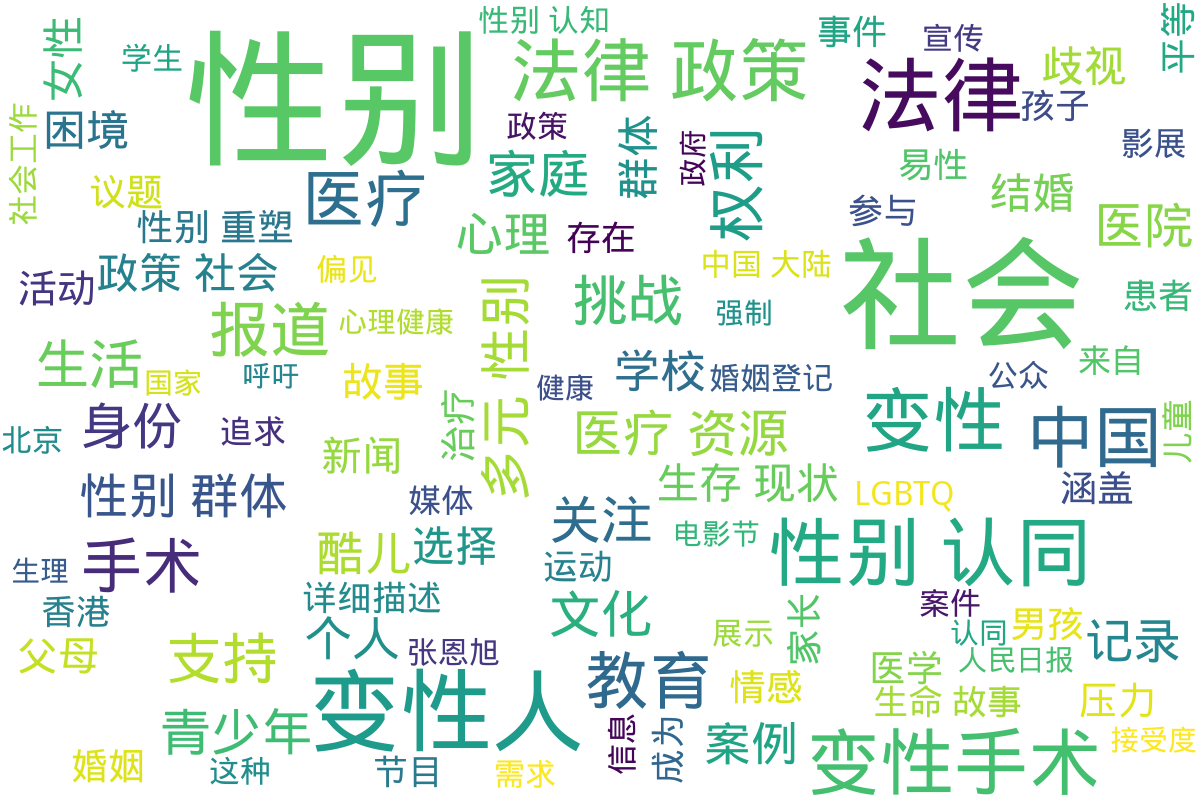 性别 认知
事件
宣传
平等
女性
学生
性别
法律 政策
法律
歧视
孩子
社会工作
困境
政策
群体
政府
权利
影展
议题
医疗
家庭
易性
结婚
参与
医院
性别 重塑
心理
存在
政策 社会
偏见
中国 大陆
社会
活动
报道
心理健康
多元 性别
挑战
强制
患者
生活
国家
呼吁
故事
学校
健康
婚姻登记
公众
来自
身份
追求
治疗
医疗 资源
变性
中国
儿童
北京
新闻
生存 现状
性别 群体
媒体
关注
LGBTQ
涵盖
手术
酷儿
选择
电影节
性别 认同
生理
运动
香港
详细描述
文化
家长
案件
父母
支持
个人
张恩旭
展示
认同
男孩
记录
人民日报
变性人
教育
情感
医学
生命 故事
压力
青少年
信息
成为
案例
变性手术
接受度
婚姻
这种
节目
需求